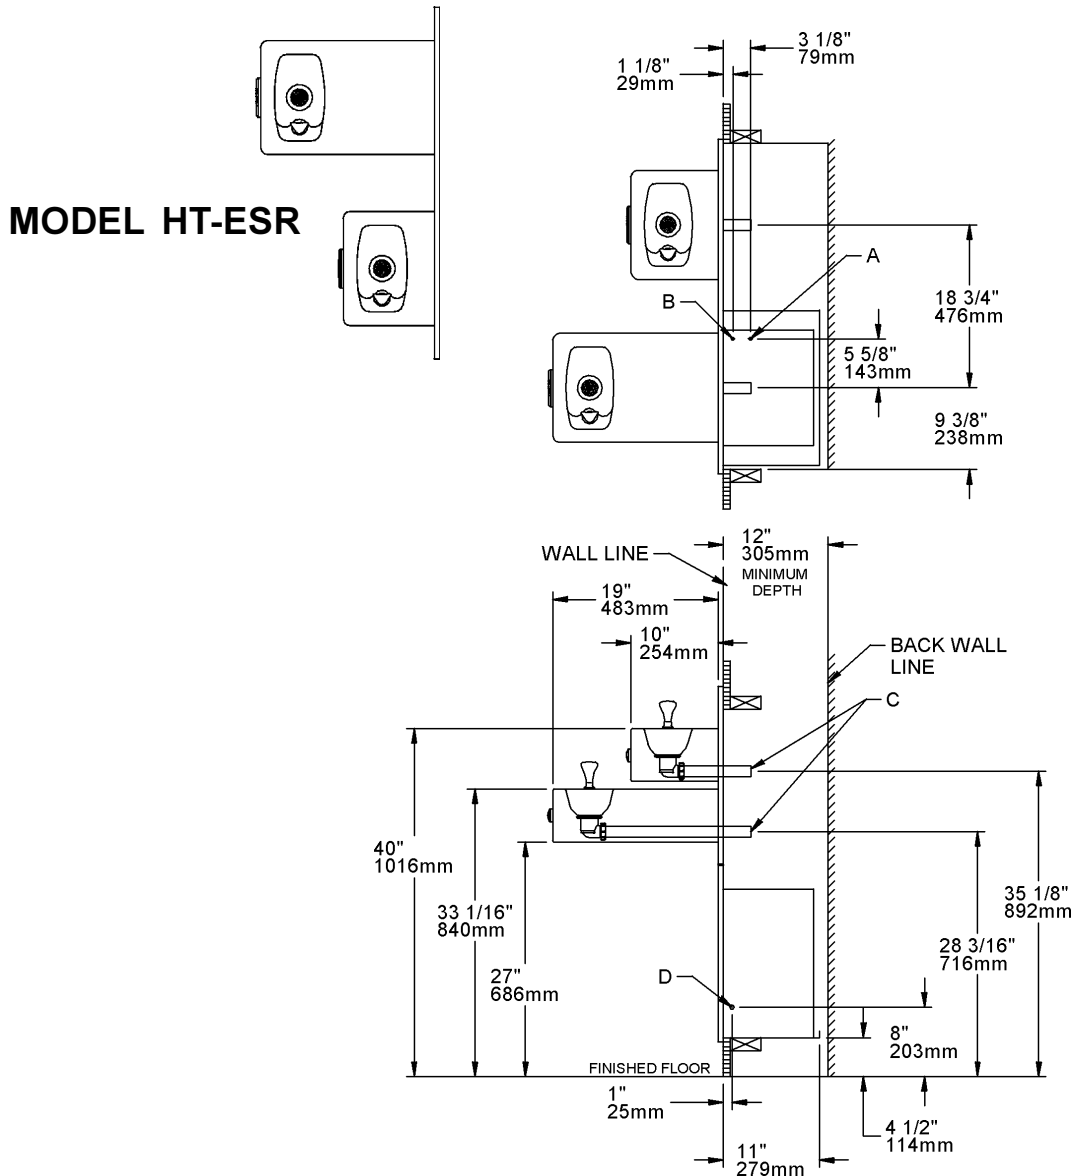 3 1/8"
79mm
1 1/8"
29mm
MODEL HT-ESR
A
B
18 3/4"
476mm
5 5/8"
143mm
9 3/8"
238mm
12"
305mm
MINIMUM
DEPTH
WALL LINE
19"
483mm
10"
254mm
BACK WALL
LINE
C
40"
1016mm
33 1/16"
840mm
27"
686mm
35 1/8"
892mm
28 3/16"
716mm
D
8"
203mm
FINISHED FLOOR
1"
25mm
4 1/2"
114mm
11"
279mm